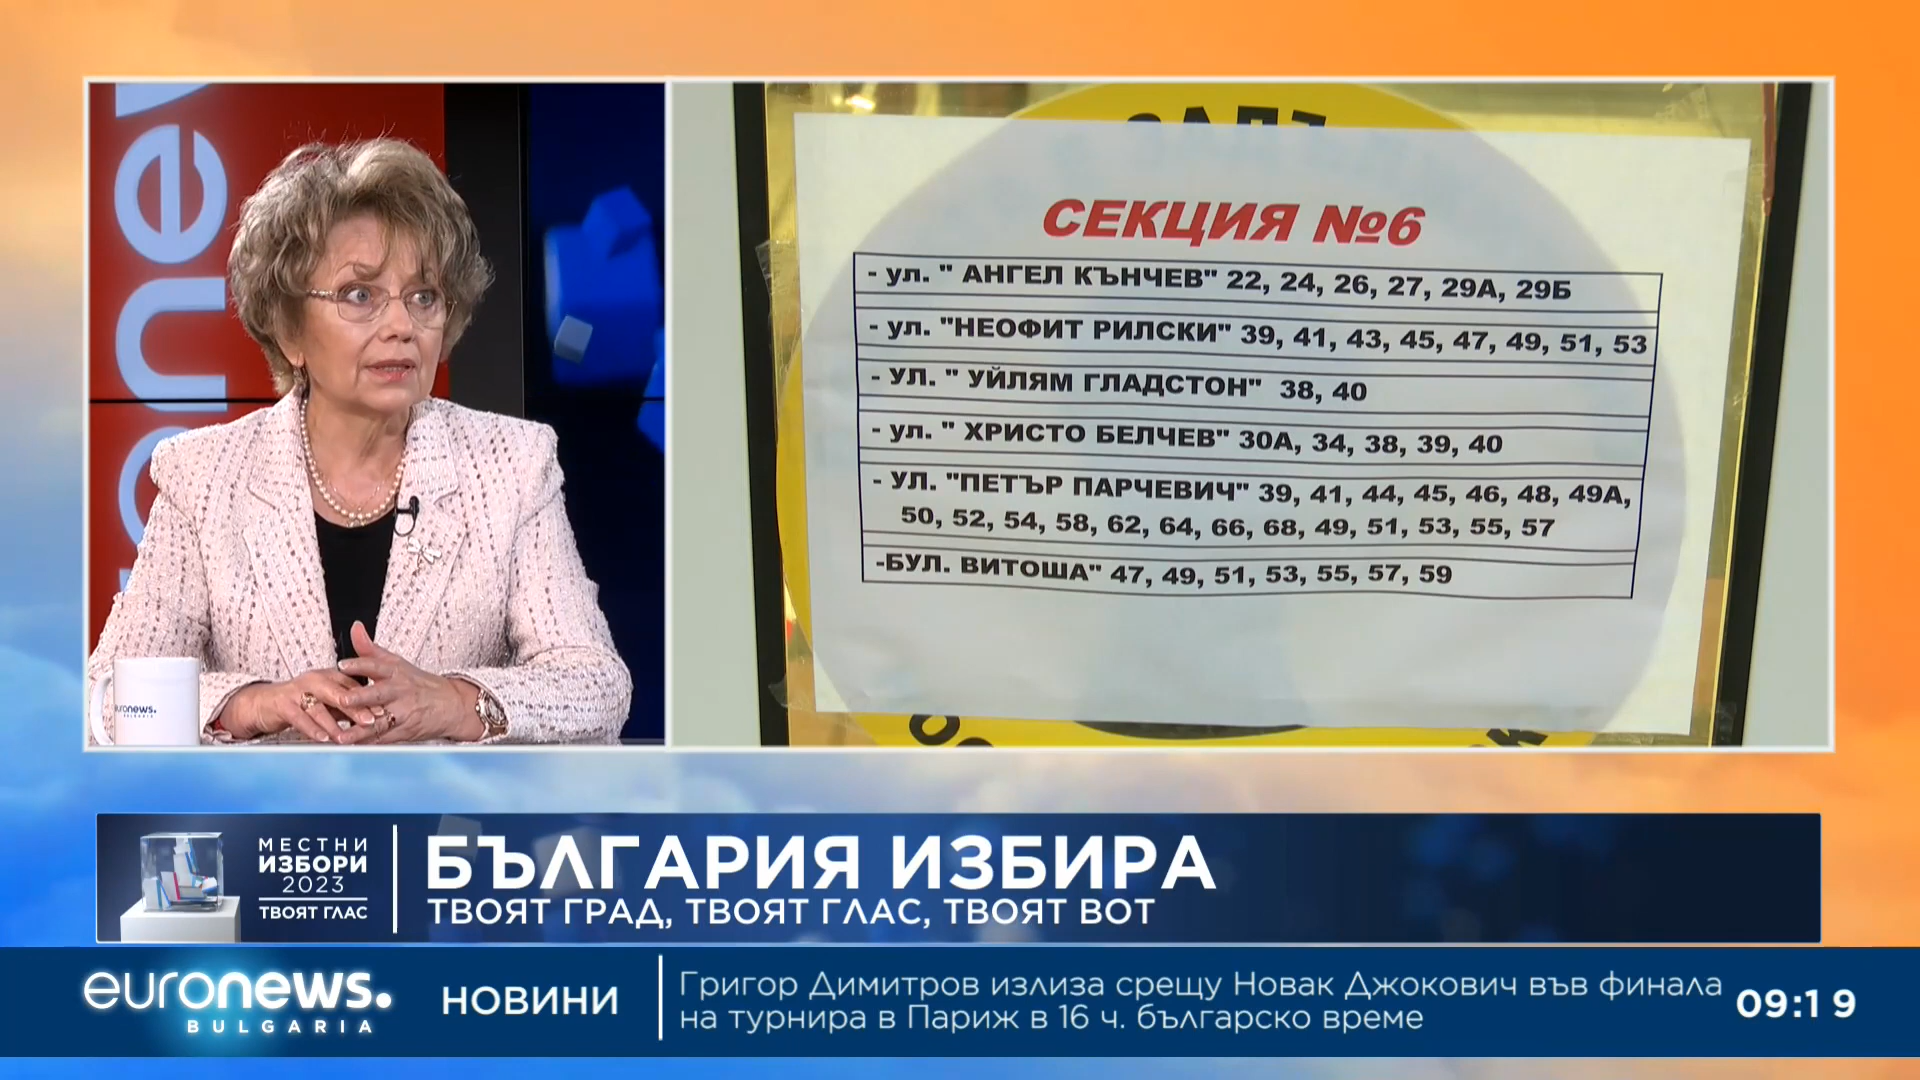 СЕКЦИЯ №6
- ул. " АНГЕЛ КЪНЧЕВ" 22, 24, 26, 27, 29А, 29Б
- ул. "НЕОФИТ РИЛСКИ" 39, 41, 43, 45, 47, 49, 51, 53
- УЛ. " УЙЛЯМ ГЛАДСТОН" 38, 40
- ул. " ХРИСТО БЕЛЧЕВ" 30А, 34, 38, 39, 40
- УЛ. "ПЕТЪР ПАРЧЕВИЧ" 39, 41, 44, 45, 46, 48, 49А,
50, 52, 54, 58, 62, 64, 66, 68, 49, 51, 53, 55, 57
-БУЛ. ВИТОША" 47, 49, 51, 53, 55, 57, 59
euronews.
BULGARIA
МЕСТНИ
ИЗБОРИ
2023
ТВОЯТ ГЛАС
БЪЛГАРИЯ ИЗБИРА
ТВОЯТ ГРАД, ТВОЯТ ГЛАС, ТВОЯТ ВОТ
euronews.
BULGARIA
НОВИНИ
Григор Димитров излиза срещу Новак Джокович във финала
на турнира в Париж в 16 ч. българско време
09:19